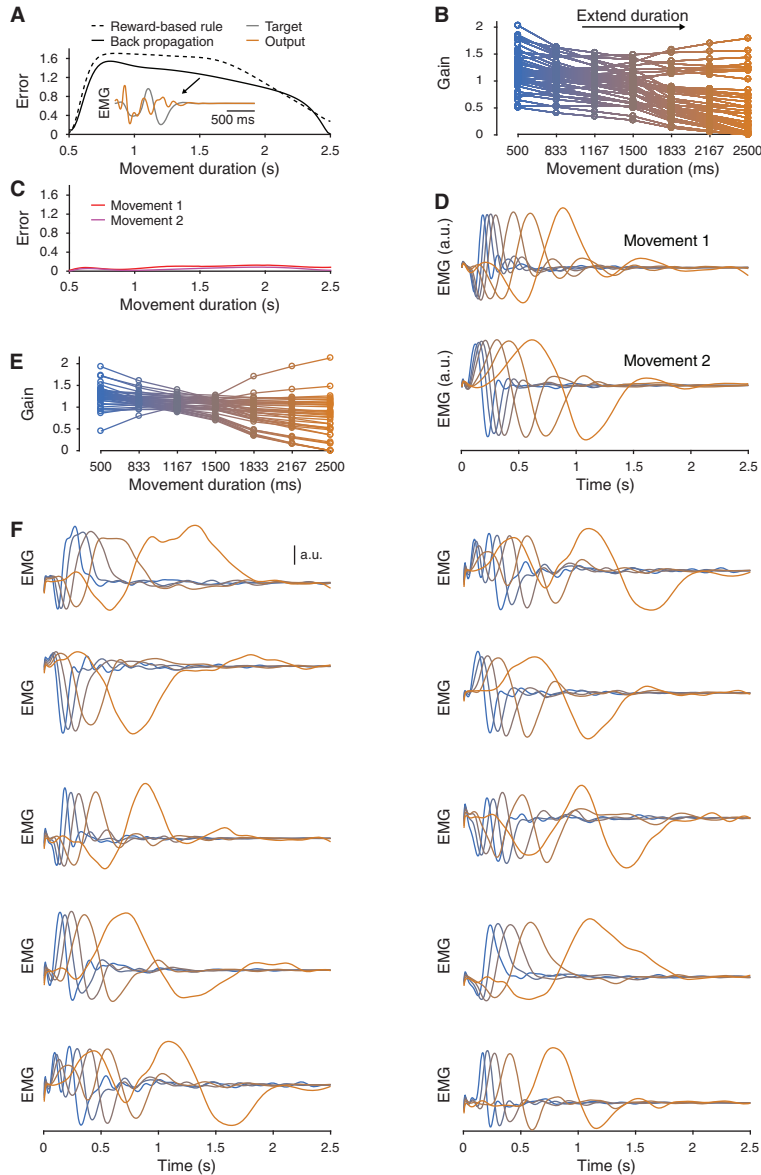 A
Reward-based rule
Back propagation
Target
Output
Error
1.6
1.2
0.8
0.4
0
EMG
500 ms
0.5
1
1.5
2
2.5
Movement duration (s)
B
Extend duration
Gain
2
1.5
1
0.5
0
500
833
1167
1500
1833
2167
2500
Movement duration (ms)
C
Movement 1
Movement 2
Error
1.6
1.2
0.8
0.4
0
0.5
1
1.5
2
2.5
Movement duration (s)
D
EMG (a.u.)
Movement 1
EMG (a.u.)
Movement 2
0
0.5
1
1.5
2
2.5
Time (s)
E
Gain
2
1.5
1
0.5
0
500
833
1167
1500
1833
2167
2500
Movement duration (ms)
F
EMG
a.u.
EMG
EMG
EMG
EMG
0
0.5
1
1.5
2
2.5
Time (s)
EMG
EMG
EMG
EMG
EMG
0
0.5
1
1.5
2
2.5
Time (s)